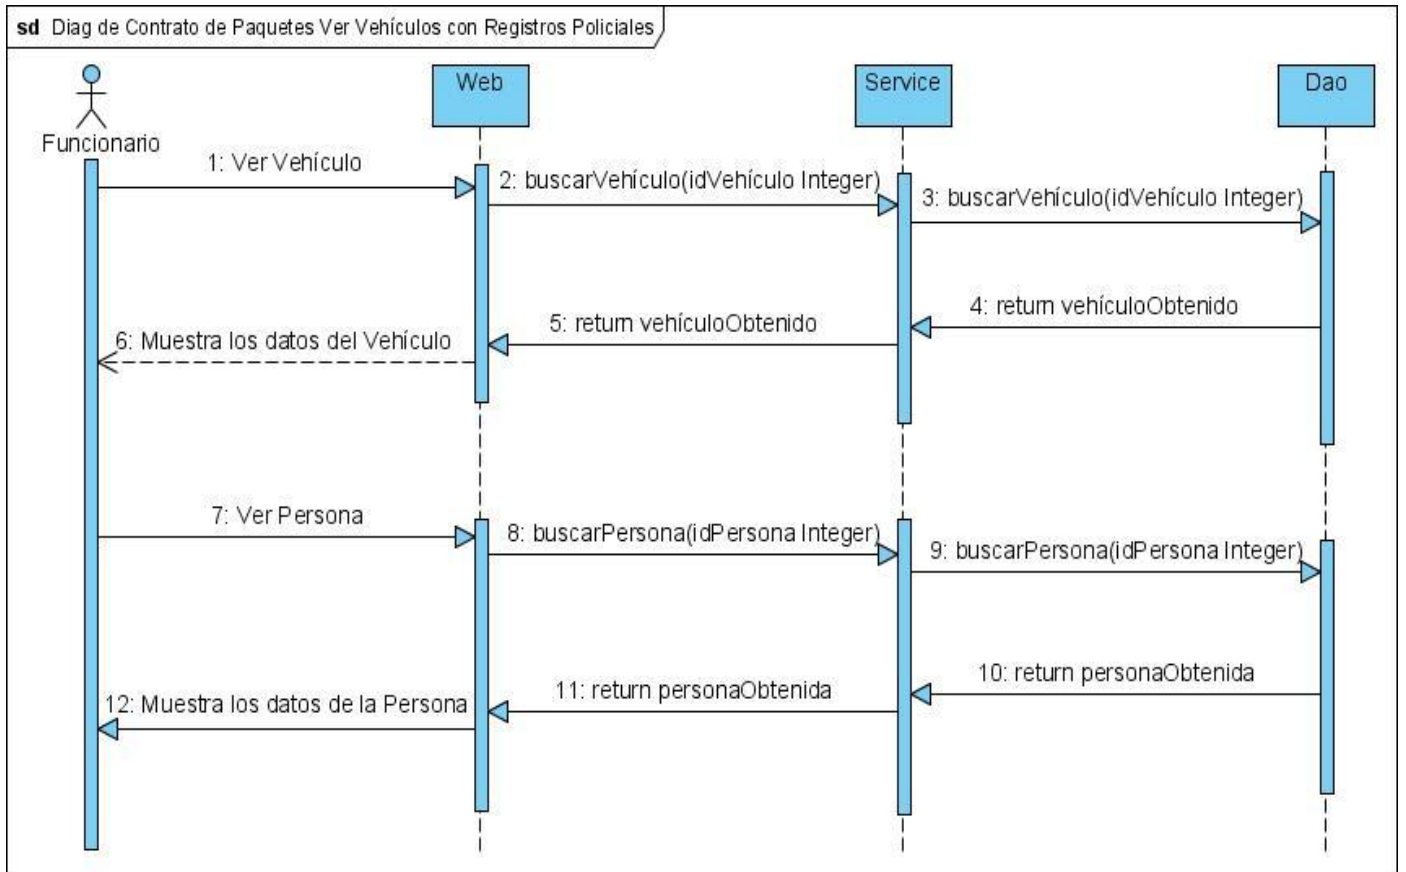 sd Diag de Contrato de Paquetes Ver Vehículos con Registros Policiales
Funcionario
Web
Service
Dao
1: Ver Vehículo
2: buscarVehículo(idVehículo Integer)
3: buscarVehículo(idVehículo Integer)
4: return vehículoObtenido
5: return vehículoObtenido
6: Muestra los datos del Vehículo
7: Ver Persona
8: buscarPersona(idPersona Integer)
9: buscarPersona(idPersona Integer)
10: return personaObtenida
11: return personaObtenida
12: Muestra los datos de la Persona